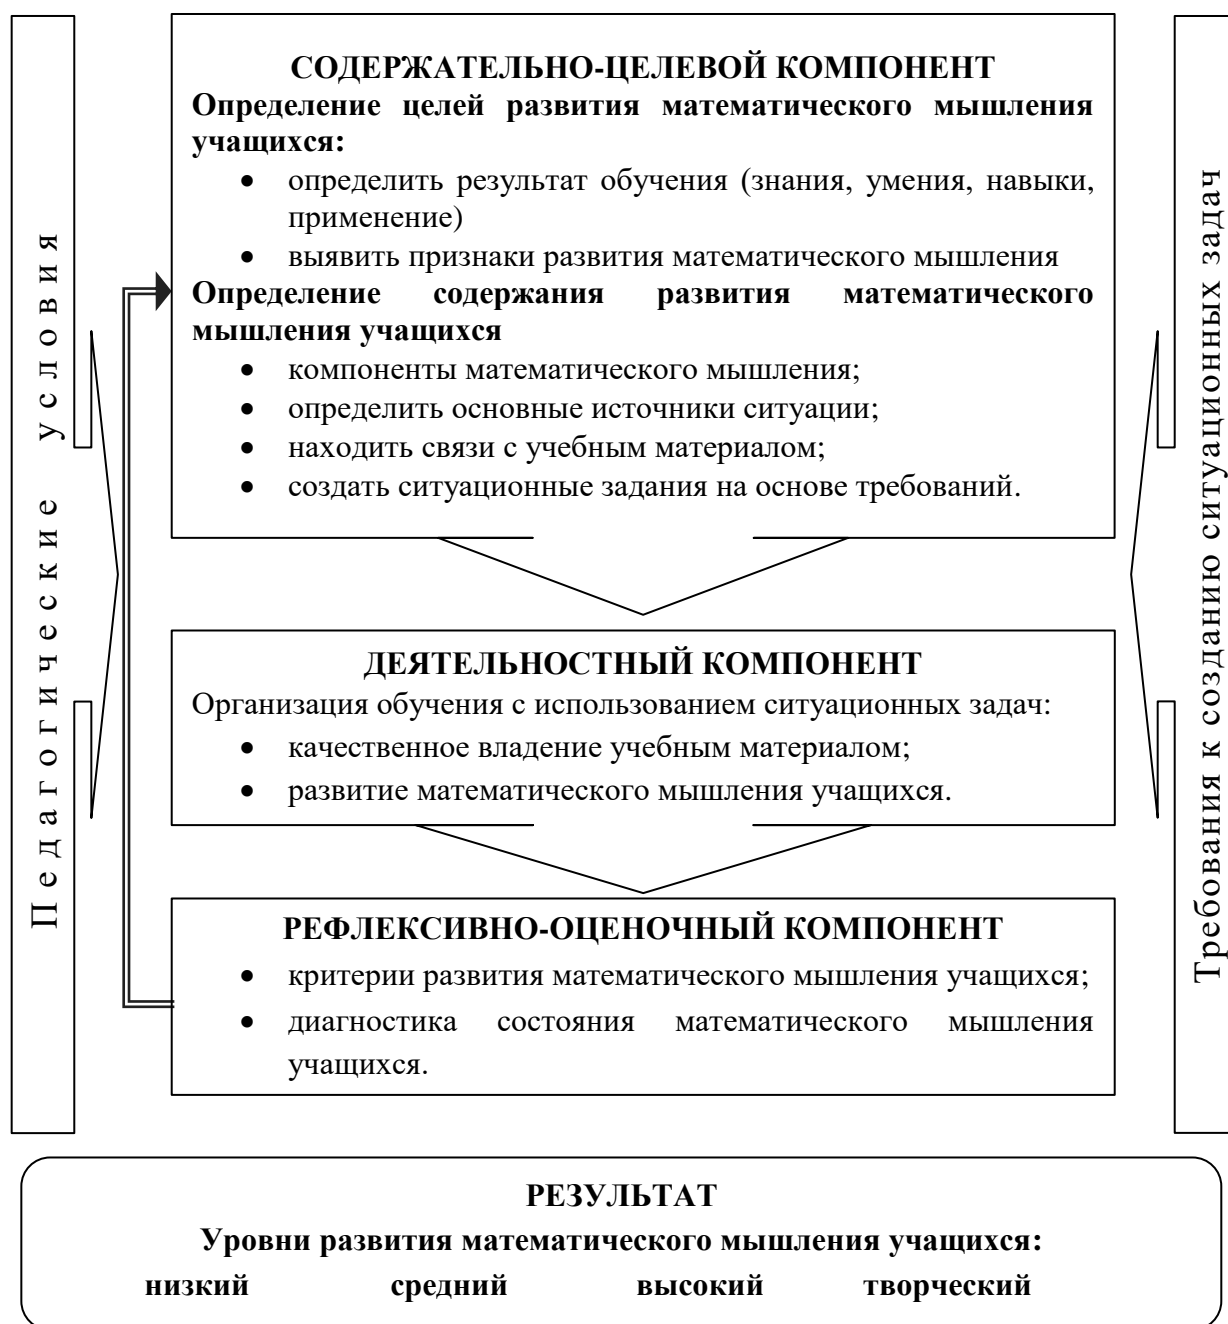 Педагогические условия
СОДЕРЖАТЕЛЬНО-ЦЕЛЕВОЙ КОМПОНЕНТ
Определение целей развития математического мышления
учащихся:
• определить результат обучения (знания, умения, навыки,
применение)
• выявить признаки развития математического мышления
Определение содержания развития математического
мышления учащихся
• компоненты математического мышления;
• определить основные источники ситуации;
• находить связи с учебным материалом;
• создать ситуационные задания на основе требований.
ДЕЯТЕЛЬНОСТНЫЙ КОМПОНЕНТ
Организация обучения с использованием ситуационных задач:
• качественное владение учебным материалом;
• развитие математического мышления учащихся.
РЕФЛЕКСИВНО-ОЦЕНОЧНЫЙ КОМПОНЕНТ
• критерии развития математического мышления учащихся;
• диагностика состояния математического мышления
учащихся.
Требования к созданию ситуационных задач
РЕЗУЛЬТАТ
Уровни развития математического мышления учащихся:
низкий средний высокий творческий